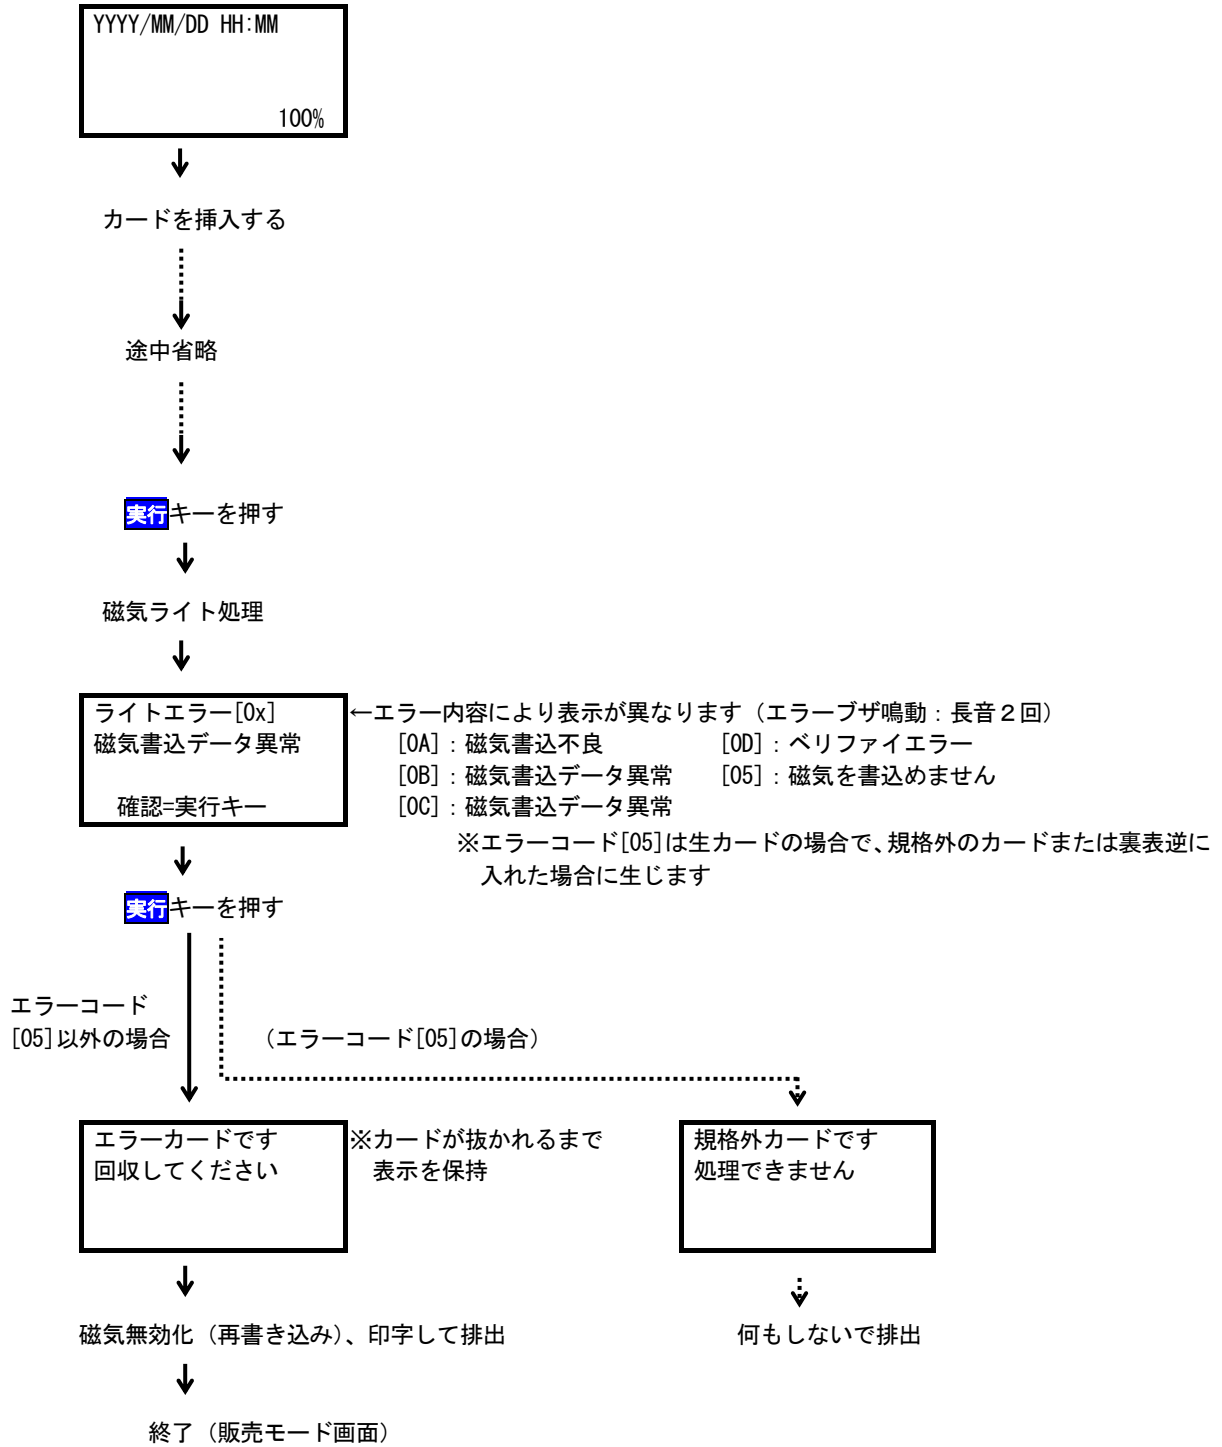 YYYY/MM/DD HH:MM
100%
カードを挿入する
途中省略
実行キーを押す
磁気ライト処理
ライトエラー[0x]
磁気書込データ異常
確認=実行キー
←エラー内容により表示が異なります（エラーブザ鳴動：長音２回）
[0A]：磁気書込不良 [0D]：ベリファイエラー
[0B]：磁気書込データ異常 [05]：磁気を書込めません
[0C]：磁気書込データ異常
※エラーコード[05]は生カードの場合で、規格外のカードまたは裏表逆に
入れた場合に生じます
実行キーを押す
エラーコード
[05]以外の場合
（エラーコード[05]の場合）
エラーカードです
回収してください
※カードが抜かれるまで
表示を保持
規格外カードです
処理できません
磁気無効化（再書き込み）、印字して排出
何もしないで排出
終了（販売モード画面）